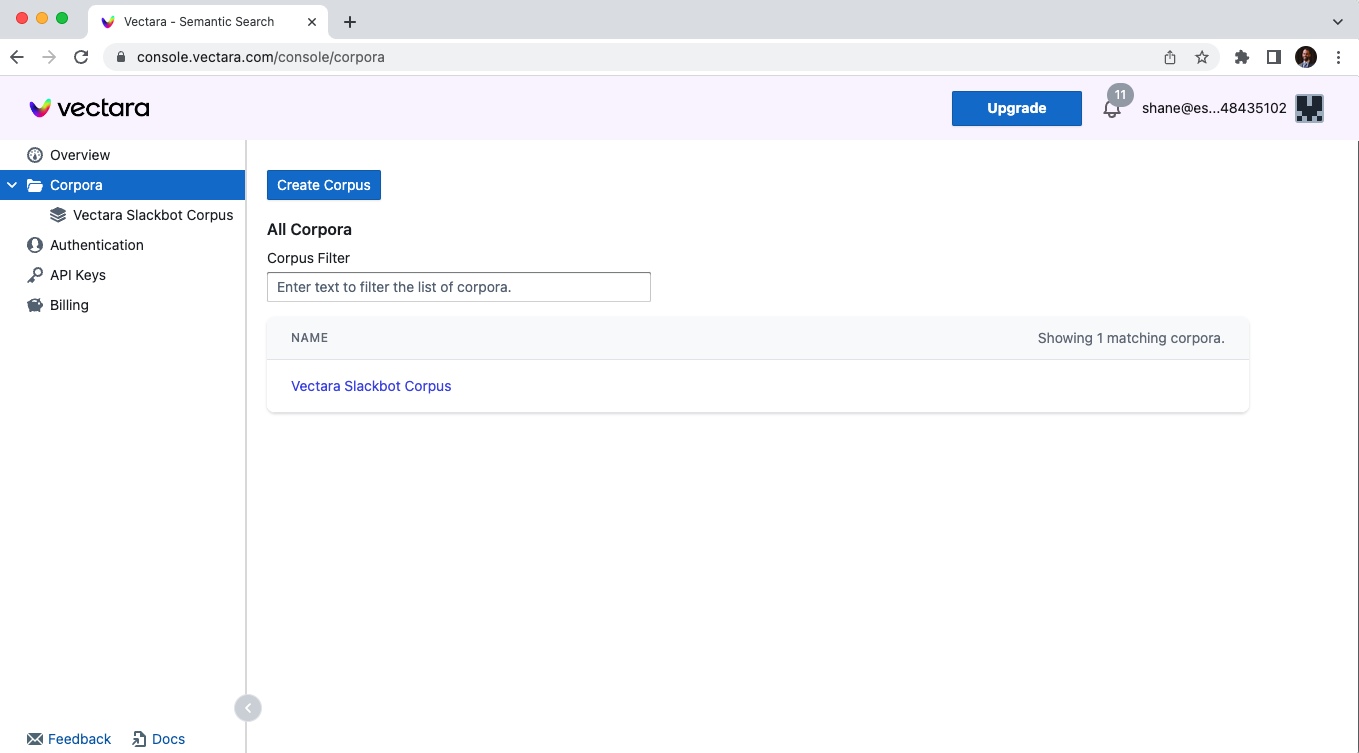 Vectara - Semantic Search
console.vectara.com/console/corpora
vectara
Upgrade
11
shane@es...48435102
Overview
Corpora
Vectara Slackbot Corpus
Authentication
API Keys
Billing
Create Corpus
All Corpora
Corpus Filter
Enter text to filter the list of corpora.
NAME
Showing 1 matching corpora.
Vectara Slackbot Corpus
Feedback
Docs